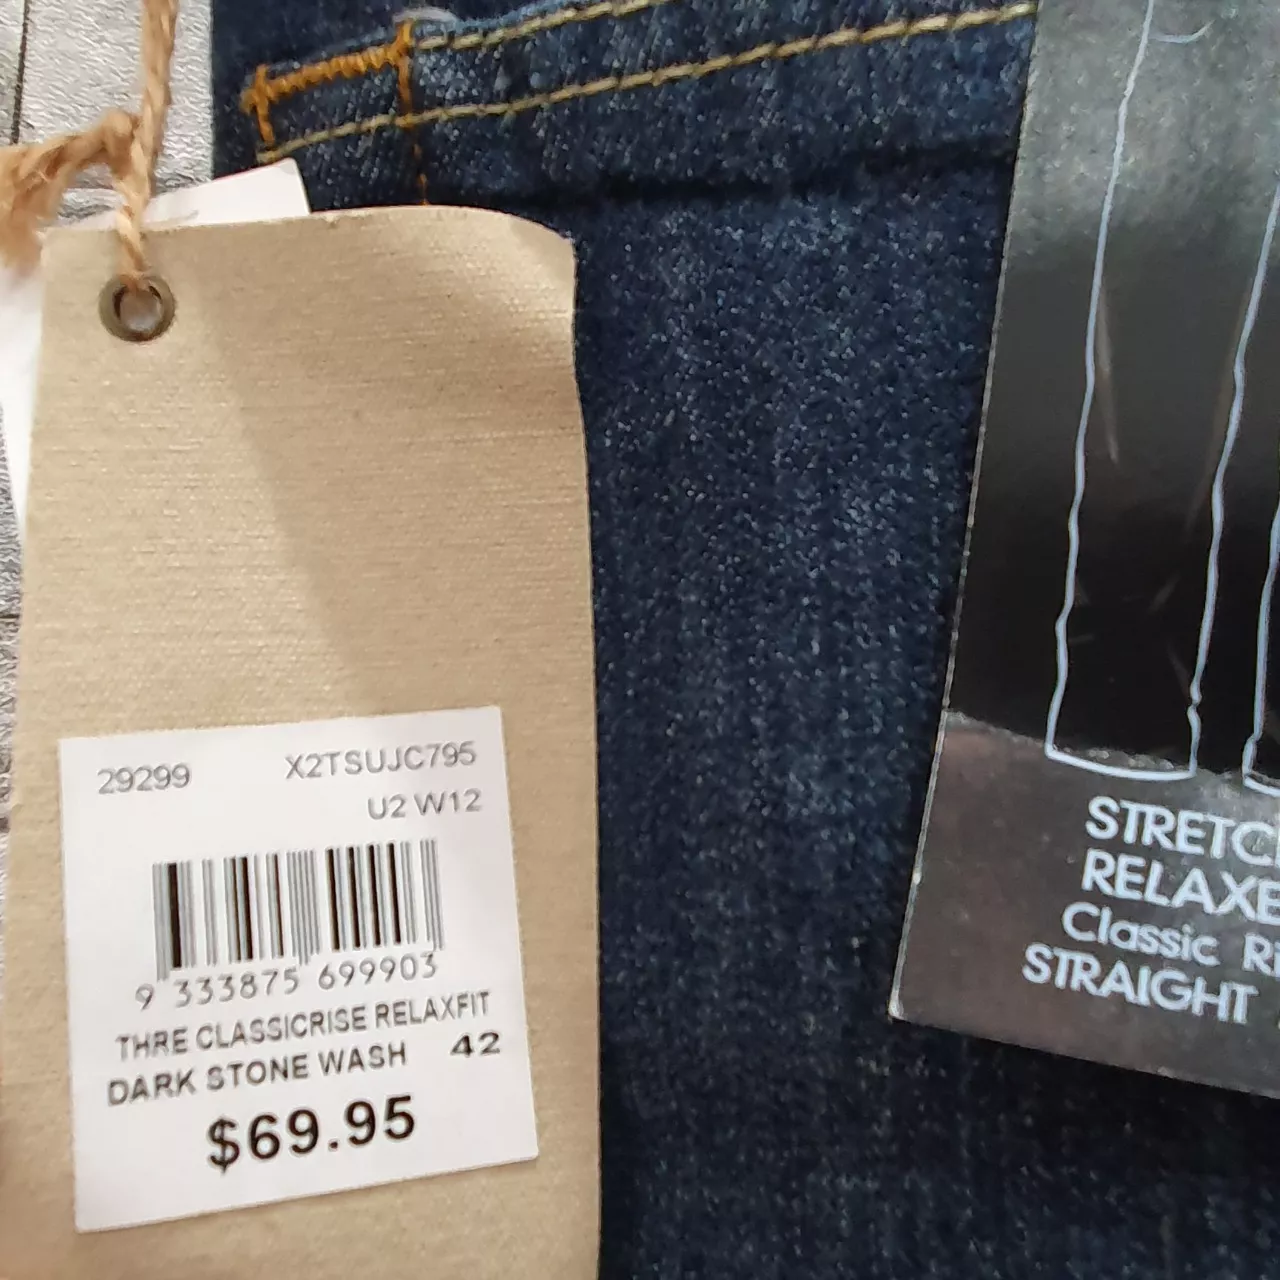 29299 X2TSUJC795
U2 W12
9 333875 699903
THRE CLASSICRISE RELAXFIT
DARK STONE WASH 42
$69.95
STRETC
RELAXE
Classic Ri
STRAIGHT